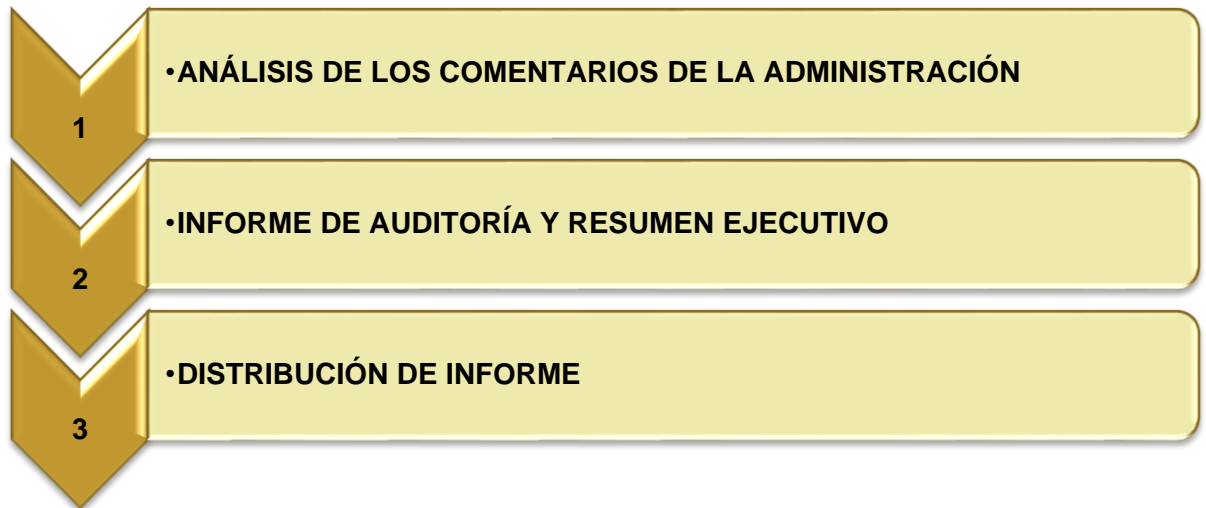 1
•ANÁLISIS DE LOS COMENTARIOS DE LA ADMINISTRACIÓN
2
•INFORME DE AUDITORÍA Y RESUMEN EJECUTIVO
3
•DISTRIBUCIÓN DE INFORME